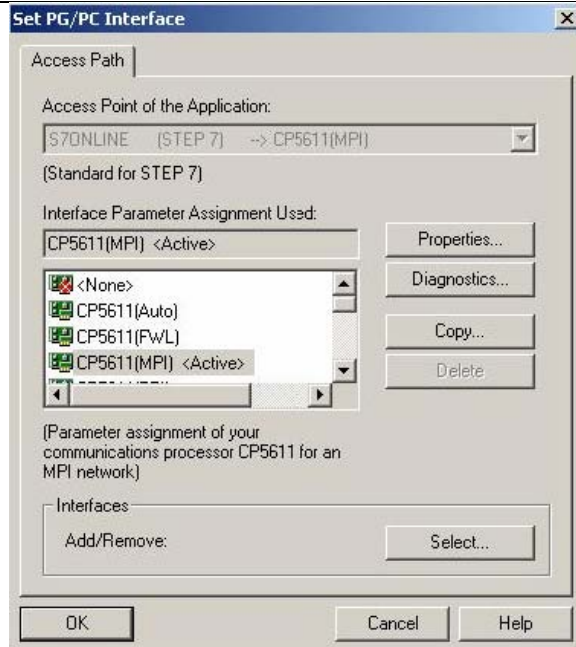 Set PG/PC Interface
Access Path
Access Point of the Application:
S7ONLINE (STEP 7) --> CP5611(MPI)
(Standard for STEP 7)
Interface Parameter Assignment Used:
CP5611(MPI) <Active>
Properties...
Diagnostics...
<None>
CP5611(Auto)
CP5611(FWL)
CP5611(MPI) <Active>
Copy...
Delete
(Parameter assignment of your
communications processor CP5611 for an
MPI network)
Interfaces
Add/Remove:
Select...
OK
Cancel
Help